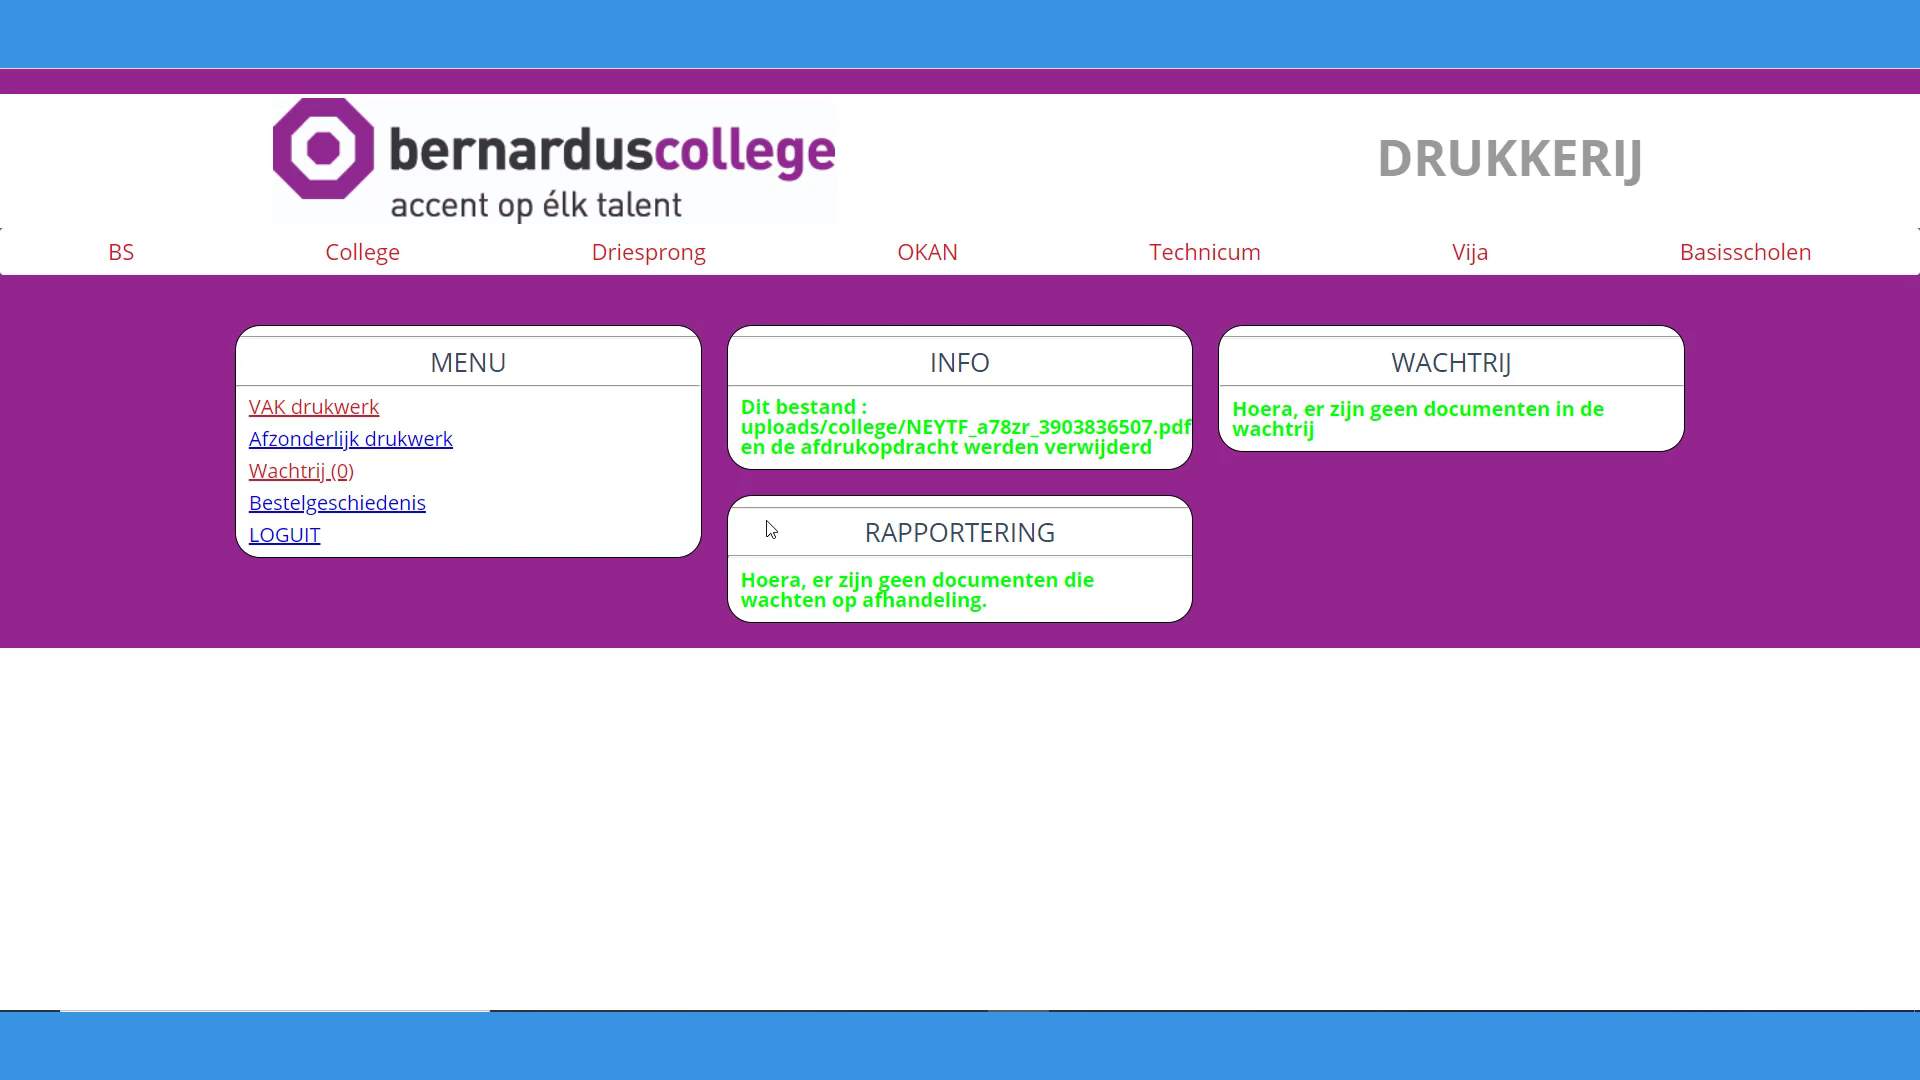 bernarduscollege
accent op élk talent
DRUKKERIJ
BS College Driesprong OKAN Technicum Vija Basisscholen
MENU
VAK drukwerk
Afzonderlijk drukwerk
Wachtrij (0)
Bestelgeschiedenis
LOGUIT
INFO
Dit bestand :
uploads/college/NEYTF_a78zr_3903836507.pdf
en de afdrukopdracht werden verwijderd
RAPPORTERING
Hoera, er zijn geen documenten die
wachten op afhandeling.
WACHTRIJ
Hoera, er zijn geen documenten in de
wachtrij